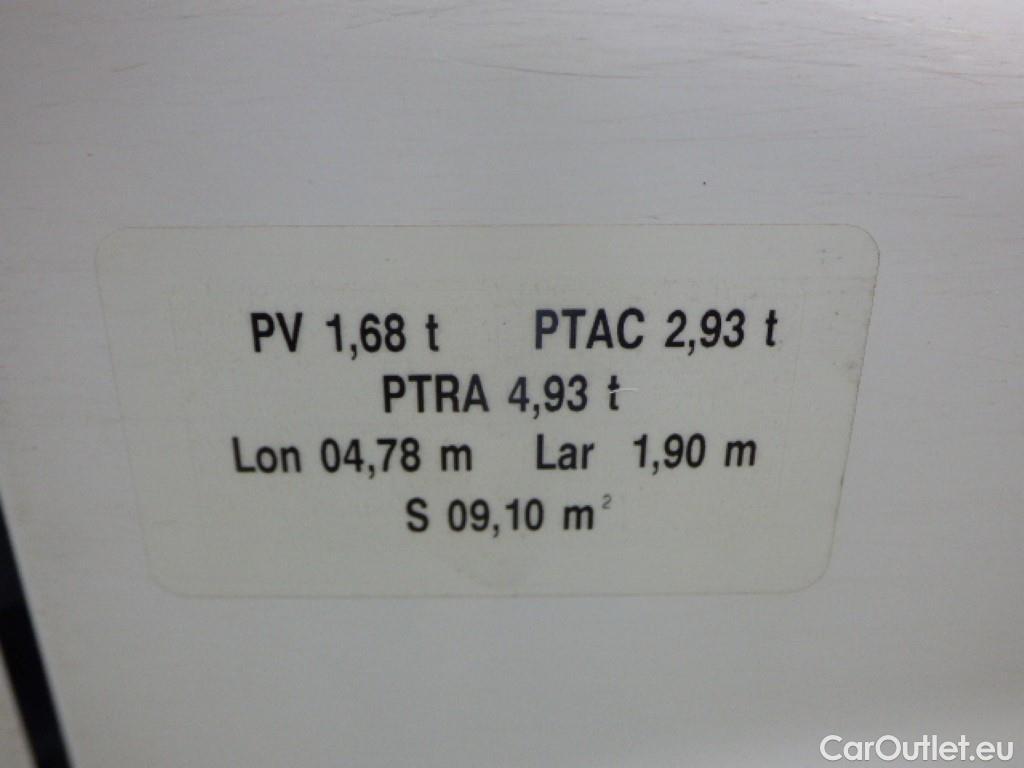 PV 1,68 t PTAC 2,93 t
PTRA 4,93 t
Lon 04,78 m Lar 1,90 m
S 09,10 m²
CarOutlet.eu